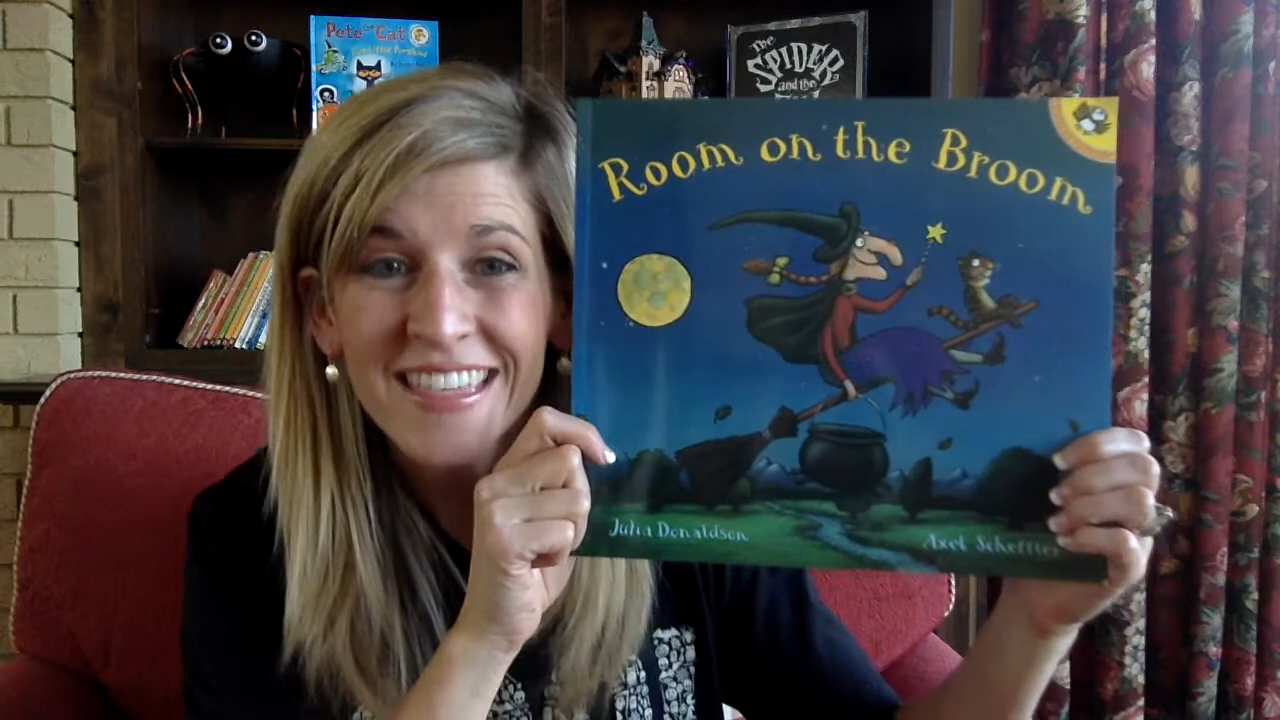 Pete the Cat
The
SPIDER
and the
Room on the Broom
Julia Donaldson
Axel Scheffler